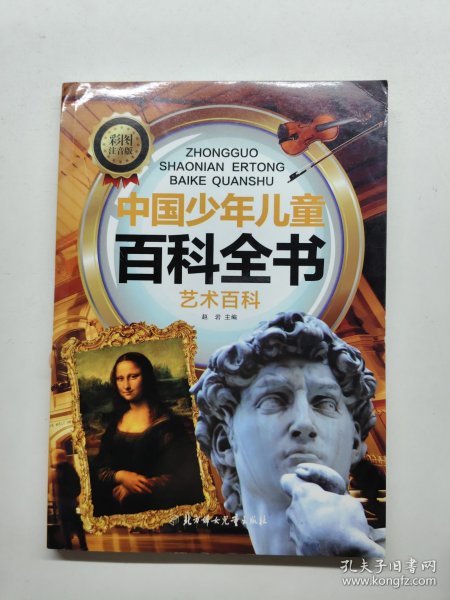 彩图
注音版
ZHONGGUO
SHAONIAN ERTONG
BAIKE QUANSHU
中国少年儿童
百科全书
艺术百科
赵 岩 主编
北方妇女儿童出版社
孔夫子旧书网
www.kongfz.com